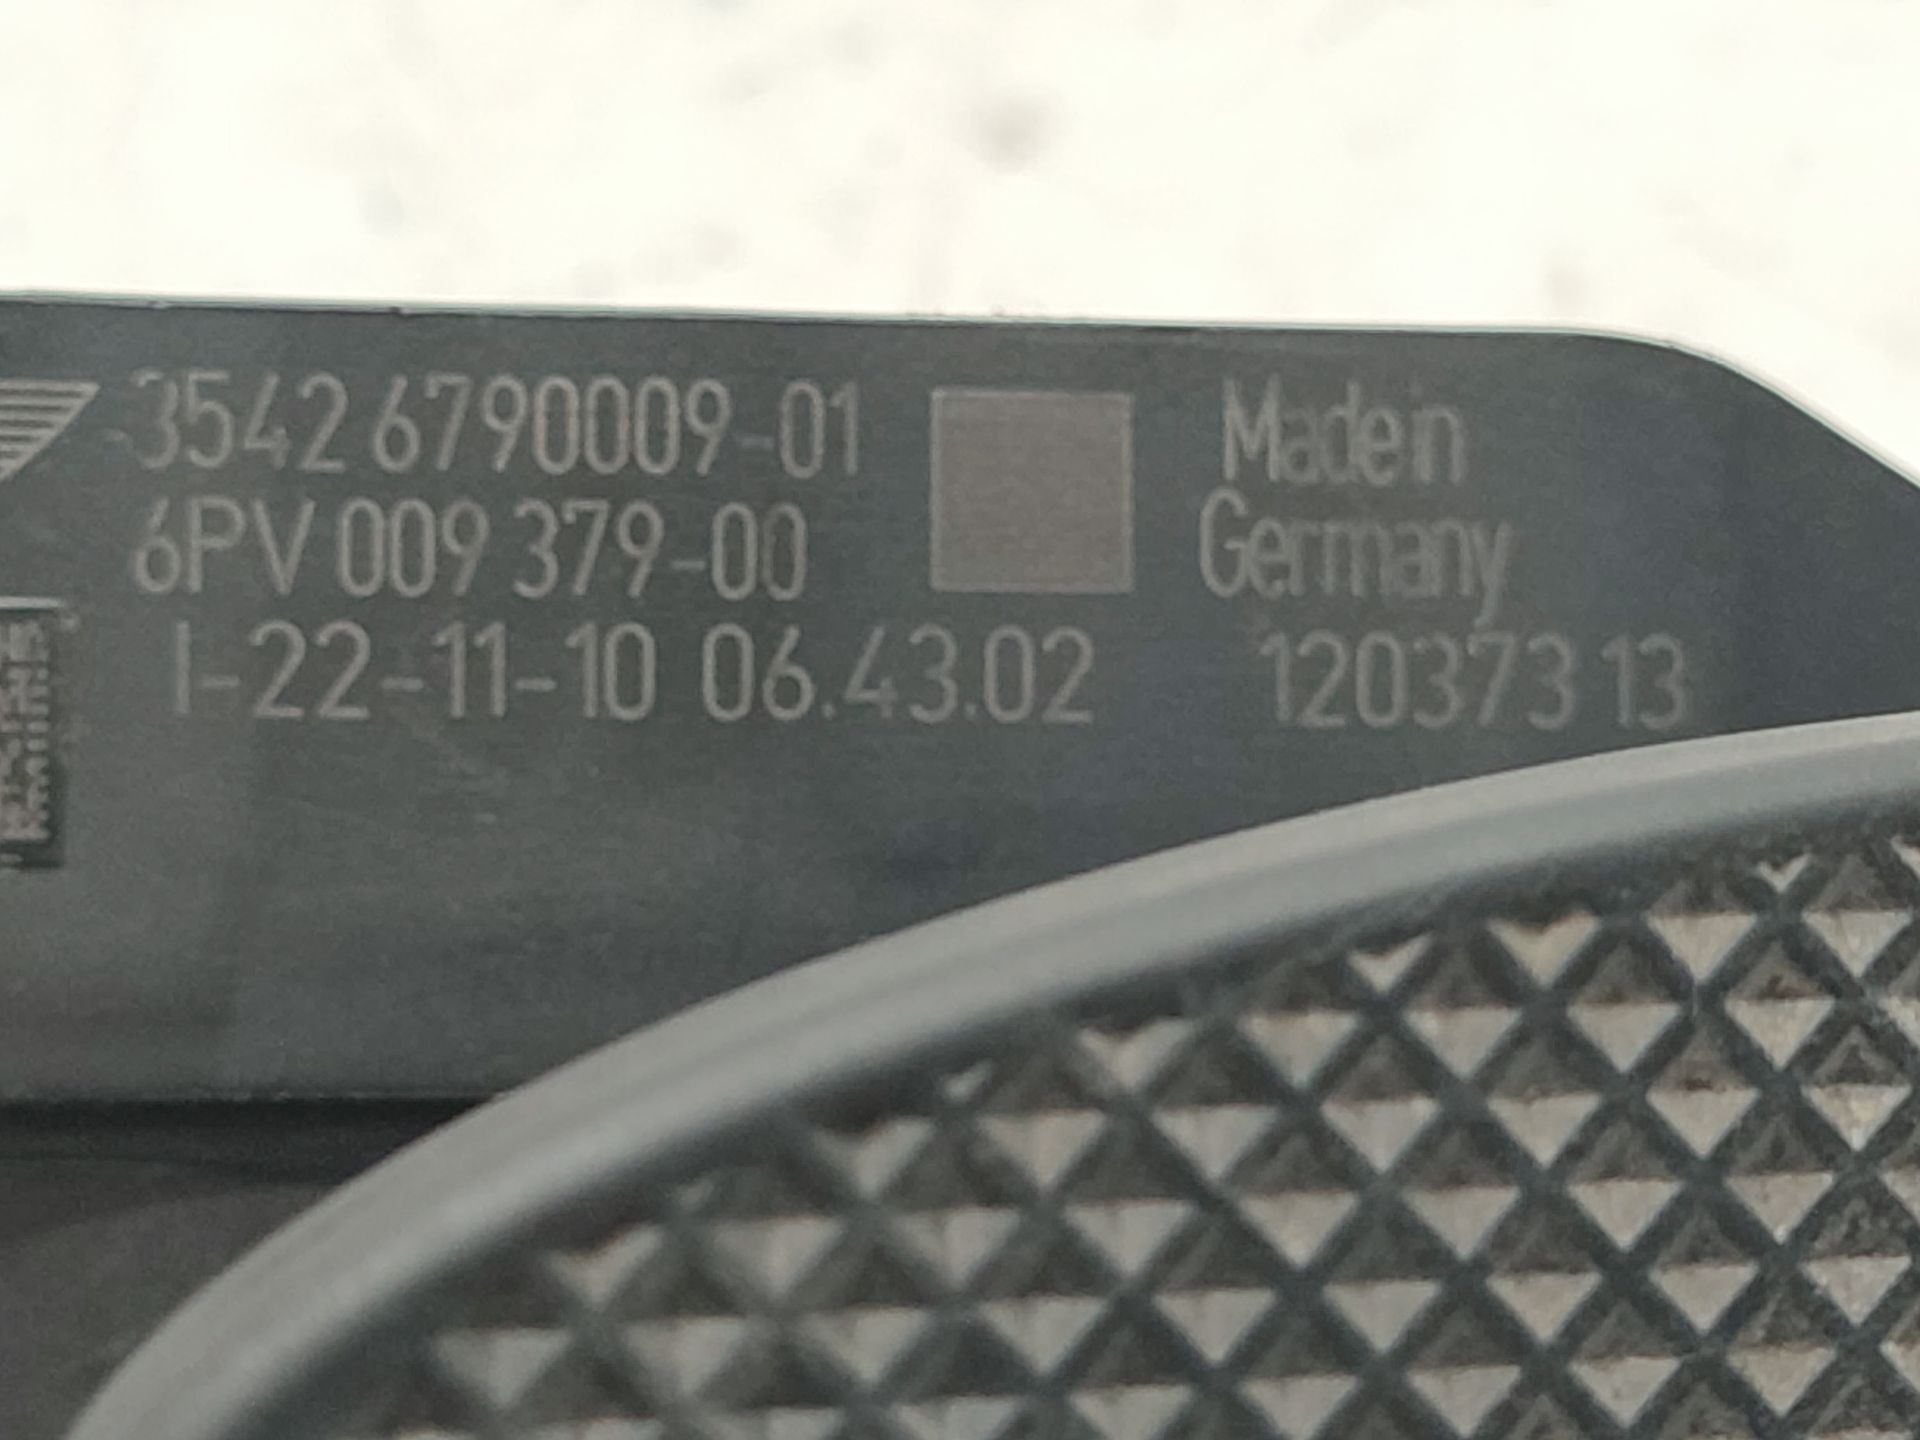 3542 6790009-01
6PV 009 379-00
I-22-11-10 06.43.02
Made in
Germany
120373 13